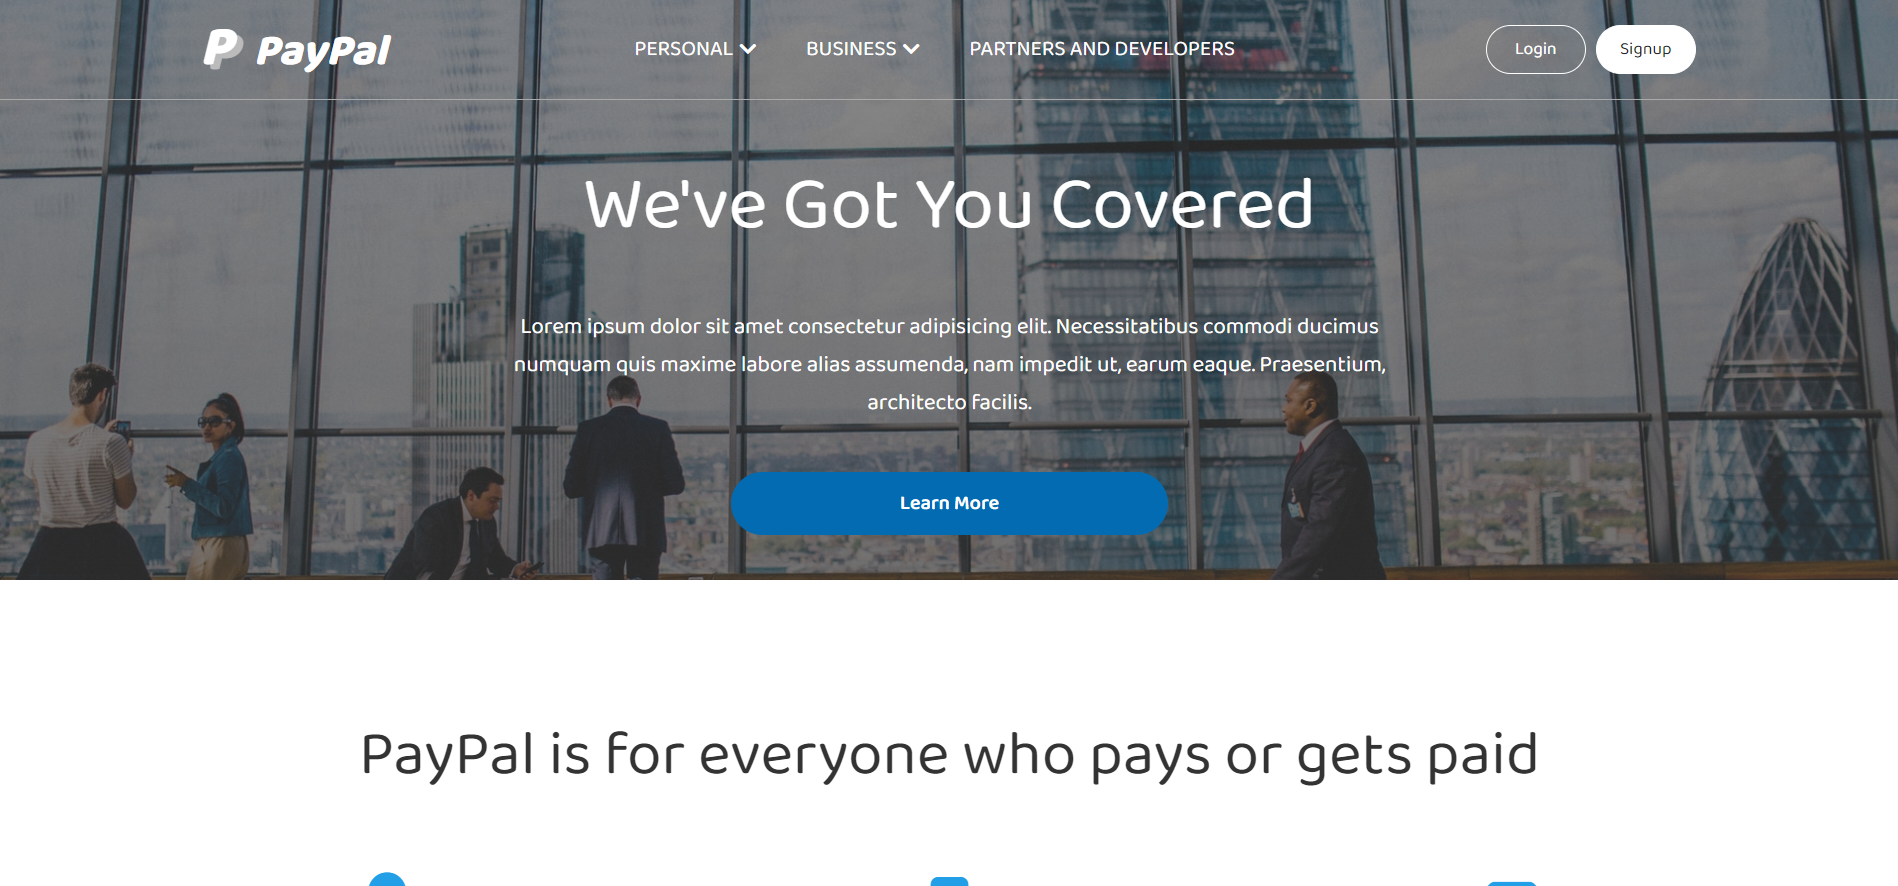 PayPal
PERSONAL
BUSINESS
PARTNERS AND DEVELOPERS
Login
Signup
We've Got You Covered
Lorem ipsum dolor sit amet consectetur adipisicing elit. Necessitatibus commodi ducimus
numquam quis maxime labore alias assumenda, nam impedit ut, earum eaque. Praesentium,
architecto facilis.
Learn More
PayPal is for everyone who pays or gets paid